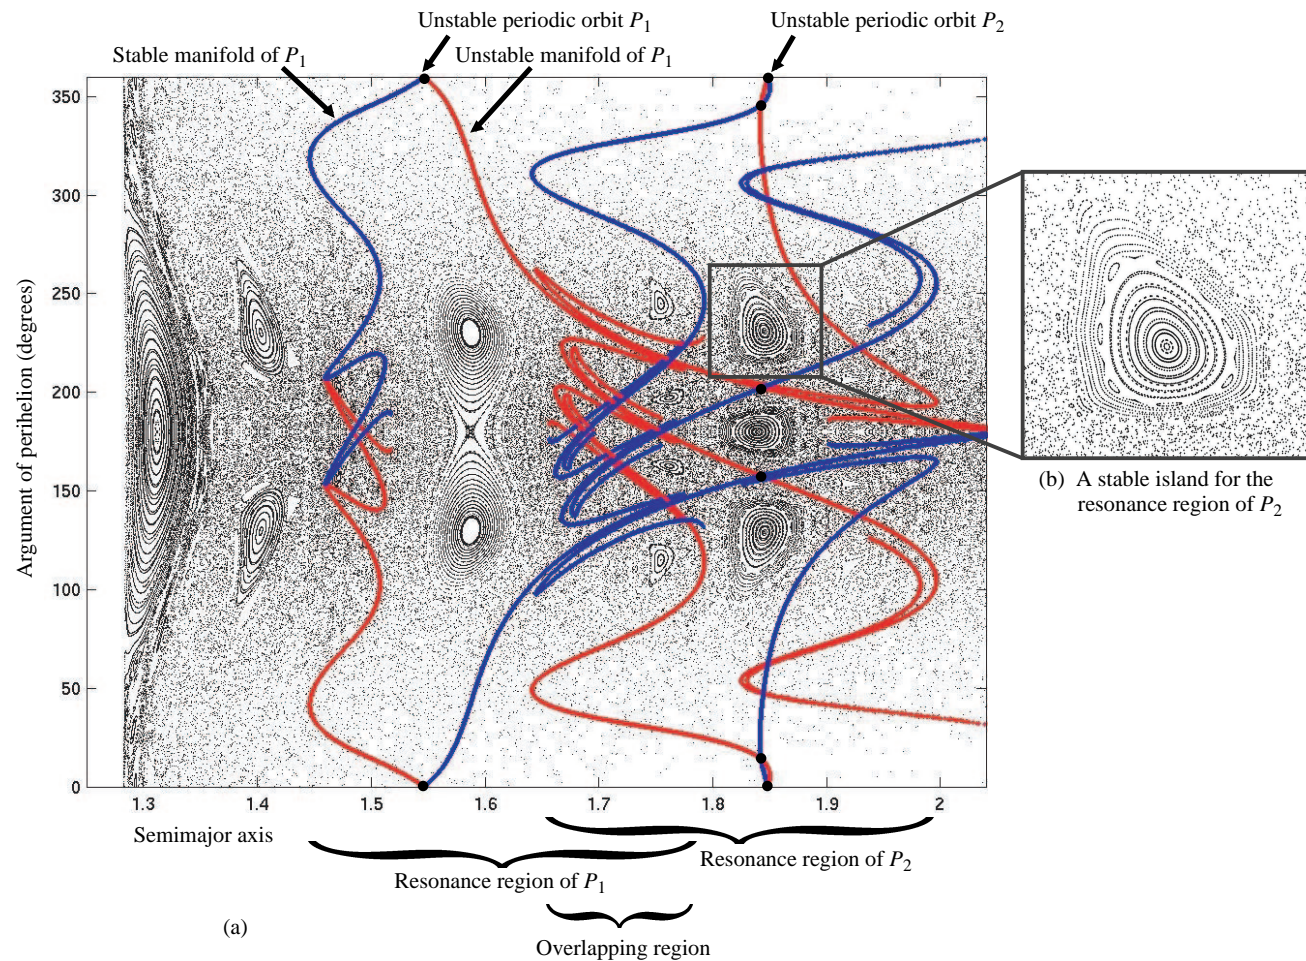 Unstable periodic orbit P1
Unstable periodic orbit P2
Stable manifold of P1
Unstable manifold of P1
Argument of perihelion (degrees)
350
300
250
200
150
100
50
0
1.3
1.4
1.5
1.6
1.7
1.8
1.9
2
Semimajor axis
(b) A stable island for the
resonance region of P2
Resonance region of P2
Resonance region of P1
(a)
Overlapping region